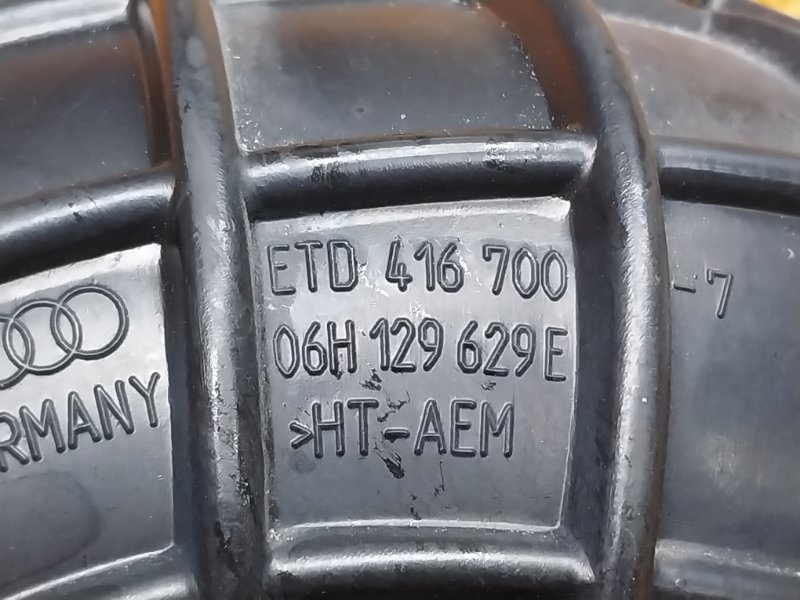 ETD 416 700
-7
06H 129 629 E
RMANY
>HT-AEM